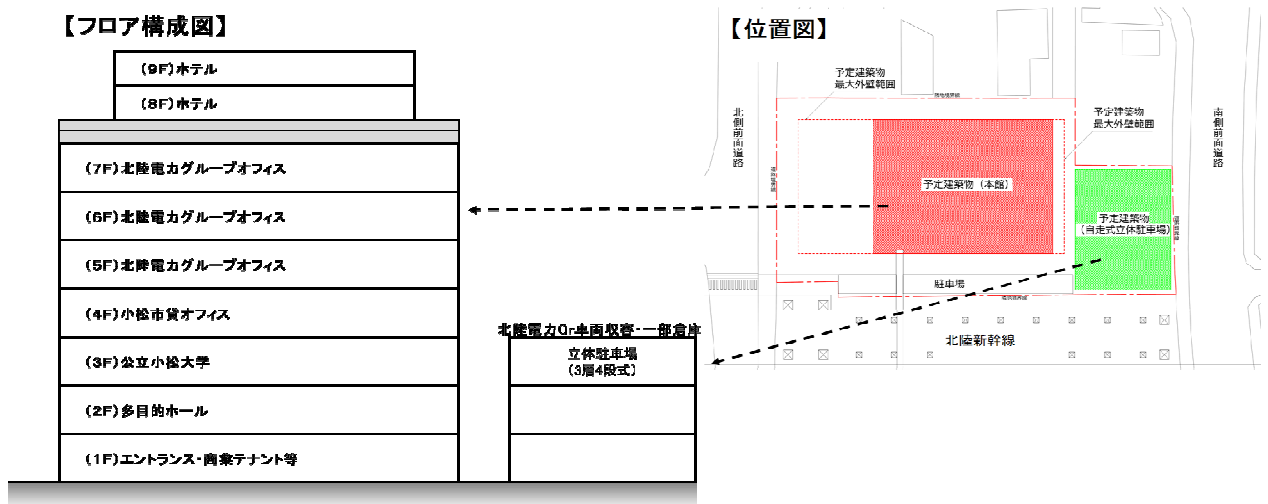 【フロア構成図】
(9F)ホテル
(8F)ホテル
(7F)北陸電力グループオフィス
(6F)北陸電力グループオフィス
(5F)北陸電力グループオフィス
(4F)小松市貸オフィス
(3F)公立小松大学
(2F)多目的ホール
(1F)エントランス・商業テナント等
北陸電力Gr車両収容・一部倉庫
立体駐車場
(3層4段式)
【位置図】
予定建築物
最大外壁範囲
隣地境界線
予定建築物
最大外壁範囲
北側前面道路
南側前面道路
予定建築物（本館）
予定建築物
（自走式立体駐車場）
駐車場
北陸新幹線